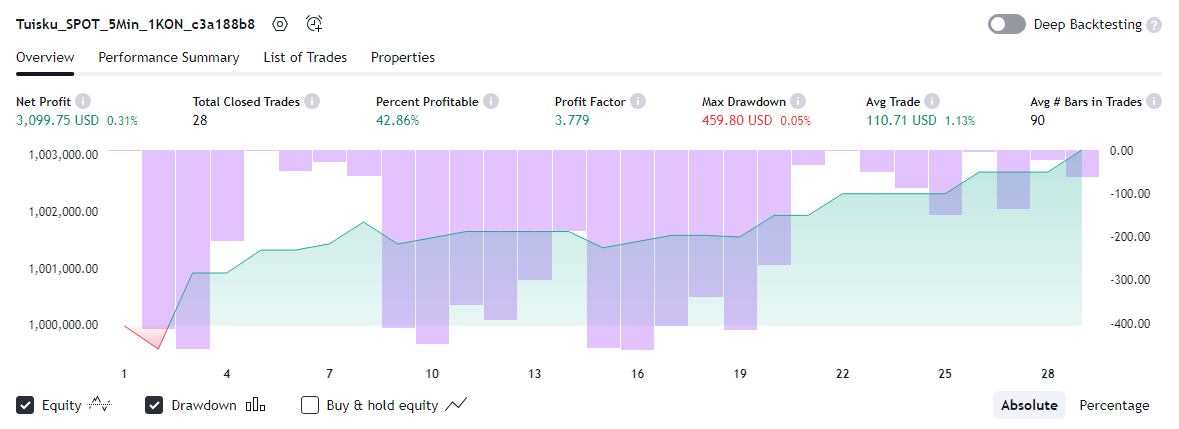 Tuisku_SPOT_5Min_1KON_c3a188b8
Deep Backtesting ?
Overview Performance Summary List of Trades Properties
Net Profit i Total Closed Trades i Percent Profitable i Profit Factor i Max Drawdown i Avg Trade i Avg # Bars in Trades i
3,099.75 USD 0.31% 28 42.86% 3.779 459.80 USD 0.05% 110.71 USD 1.13% 90
1,003,000.00 0.00
-100.00
1,002,000.00
-200.00
1,001,000.00
-300.00
1,000,000.00 -400.00
1 4 7 10 13 16 19 22 25 28
Equity Drawdown Buy & hold equity Absolute Percentage